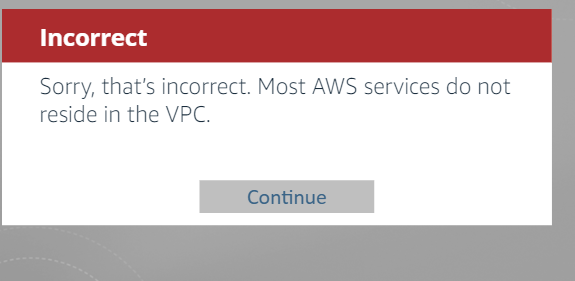 Incorrect
Sorry, that’s incorrect. Most AWS services do not
reside in the VPC.
Continue